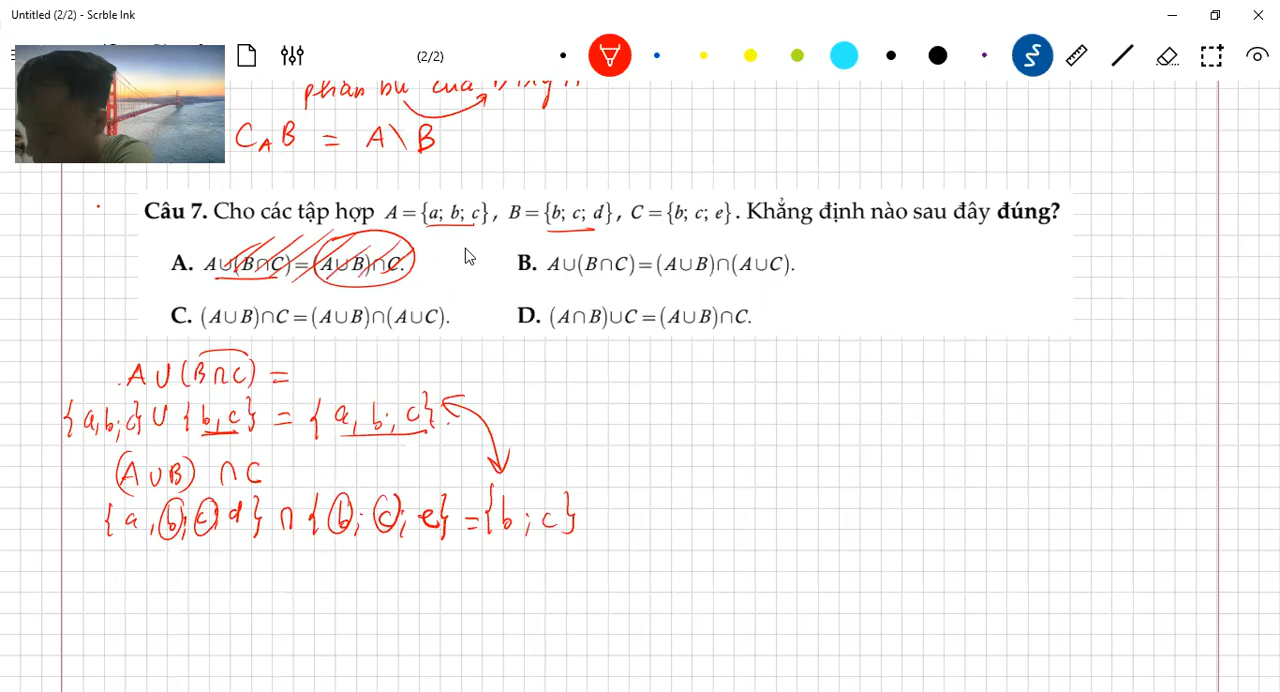 Untitled (2/2) - Scrble Ink
(2/2)
phần bù của
C_A B = A \ B
Câu 7. Cho các tập hợp A={a; b; c}, B={b; c; d}, C={b; c; e}. Khẳng định nào sau đây đúng?
A. A∪(B∩C)=(A∪B)∩C. B. A∪(B∩C)=(A∪B)∩(A∪C).
C. (A∪B)∩C=(A∪B)∩(A∪C). D. (A∩B)∪C=(A∪B)∩C.
A ∪ (B∩C) =
{a,b;c} ∪ {b,c} = {a, b; c}.
(A∪B) ∩C
{a, b; c, d} ∩ {b; c; e} = {b; c}